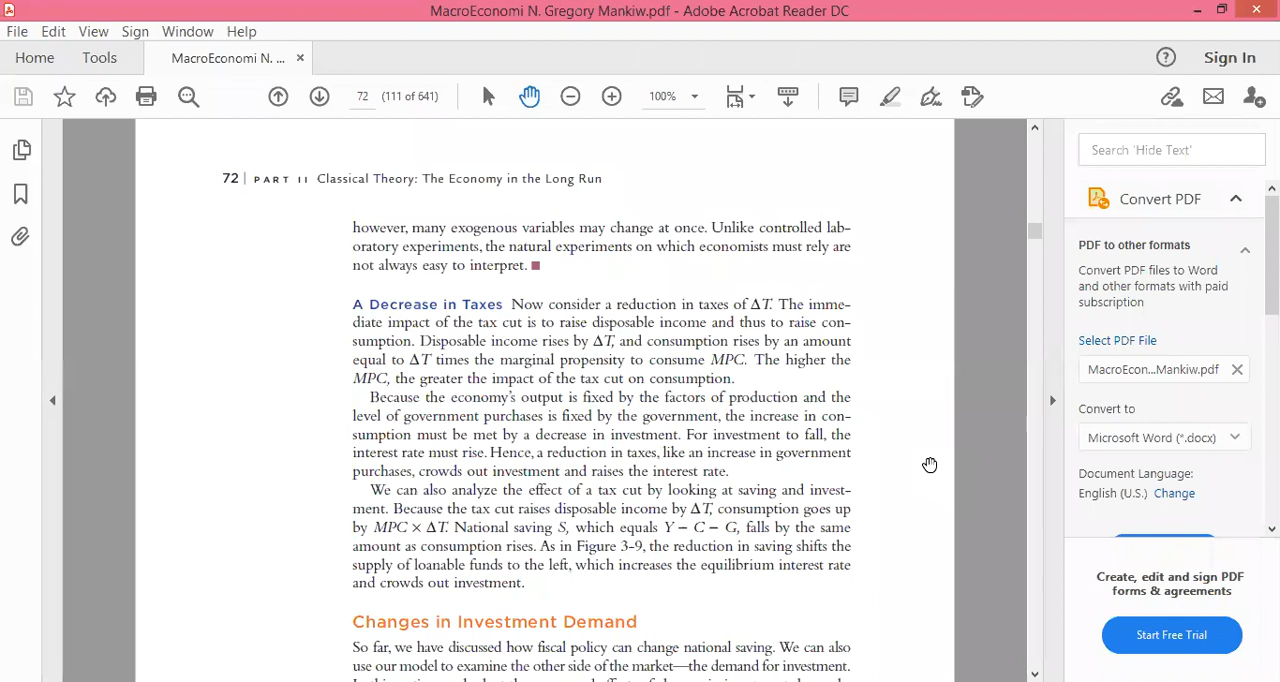 MacroEconomi N. Gregory Mankiw.pdf - Adobe Acrobat Reader DC
File Edit View Sign Window Help
Home Tools MacroEconomi N. ... × Sign In
72 (111 of 641) 100%
Search 'Hide Text'
Convert PDF
PDF to other formats
Convert PDF files to Word
and other formats with paid
subscription
Select PDF File
MacroEcon...Mankiw.pdf
Convert to
Microsoft Word (*.docx)
Document Language:
English (U.S.) Change
Create, edit and sign PDF
forms & agreements
Start Free Trial
72 | PART II Classical Theory: The Economy in the Long Run
however, many exogenous variables may change at once. Unlike controlled lab-
oratory experiments, the natural experiments on which economists must rely are
not always easy to interpret. ■
A Decrease in Taxes Now consider a reduction in taxes of ΔT. The imme-
diate impact of the tax cut is to raise disposable income and thus to raise con-
sumption. Disposable income rises by ΔT, and consumption rises by an amount
equal to ΔT times the marginal propensity to consume MPC. The higher the
MPC, the greater the impact of the tax cut on consumption.
Because the economy's output is fixed by the factors of production and the
level of government purchases is fixed by the government, the increase in con-
sumption must be met by a decrease in investment. For investment to fall, the
interest rate must rise. Hence, a reduction in taxes, like an increase in government
purchases, crowds out investment and raises the interest rate.
We can also analyze the effect of a tax cut by looking at saving and invest-
ment. Because the tax cut raises disposable income by ΔT, consumption goes up
by MPC × ΔT. National saving S, which equals Y − C − G, falls by the same
amount as consumption rises. As in Figure 3-9, the reduction in saving shifts the
supply of loanable funds to the left, which increases the equilibrium interest rate
and crowds out investment.
Changes in Investment Demand
So far, we have discussed how fiscal policy can change national saving. We can also
use our model to examine the other side of the market—the demand for investment.